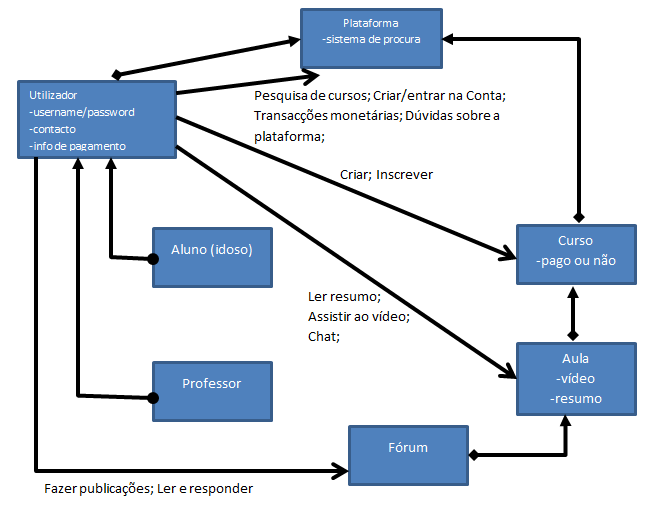 Plataforma
-sistema de procura
Utilizador
-username/password
-contacto
-info de pagamento
Pesquisa de cursos; Criar/entrar na Conta;
Transacções monetárias; Dúvidas sobre a
plataforma;
Criar; Inscrever
Aluno (idoso)
Curso
-pago ou não
Ler resumo;
Assistir ao vídeo;
Chat;
Aula
-vídeo
-resumo
Professor
Fórum
Fazer publicações; Ler e responder